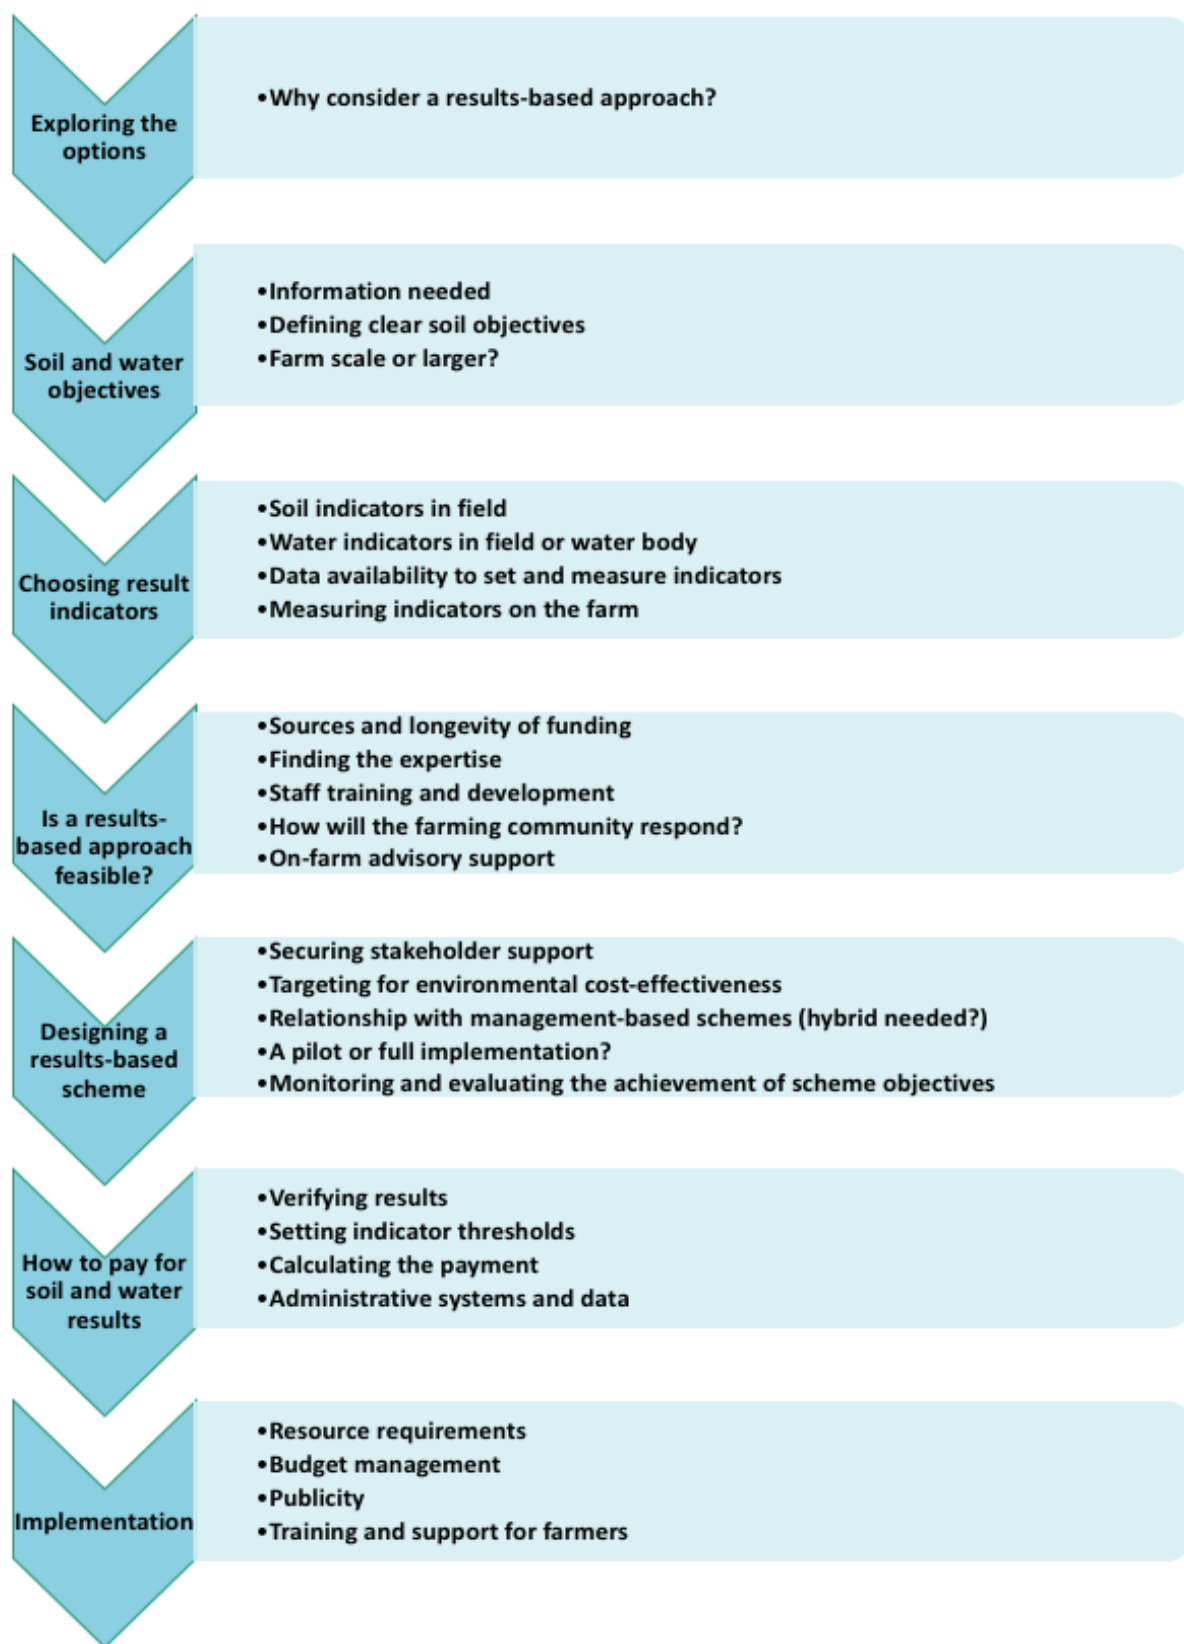 Exploring the
options
•Why consider a results-based approach?
Soil and water
objectives
•Information needed
•Defining clear soil objectives
•Farm scale or larger?
Choosing result
indicators
•Soil indicators in field
•Water indicators in field or water body
•Data availability to set and measure indicators
•Measuring indicators on the farm
Is a results-
based approach
feasible?
•Sources and longevity of funding
•Finding the expertise
•Staff training and development
•How will the farming community respond?
•On-farm advisory support
Designing a
results-based
scheme
•Securing stakeholder support
•Targeting for environmental cost-effectiveness
•Relationship with management-based schemes (hybrid needed?)
•A pilot or full implementation?
•Monitoring and evaluating the achievement of scheme objectives
How to pay for
soil and water
results
•Verifying results
•Setting indicator thresholds
•Calculating the payment
•Administrative systems and data
Implementation
•Resource requirements
•Budget management
•Publicity
•Training and support for farmers